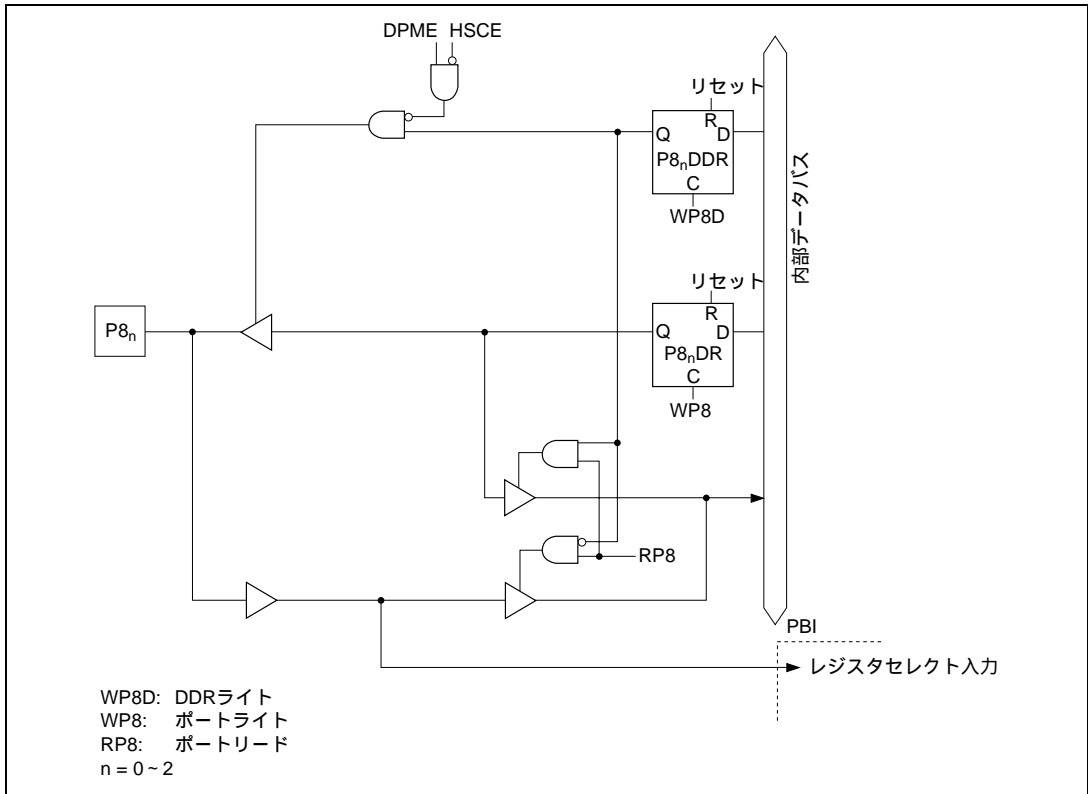 DPME HSCE
リセット
R
Q D
P8nDDR
C
WP8D
内部データバス
リセット
R
Q D
P8nDR
C
WP8
P8n
RP8
PBI
レジスタセレクト入力
WP8D: DDRライト
WP8: ポートライト
RP8: ポートリード
n = 0 ~ 2